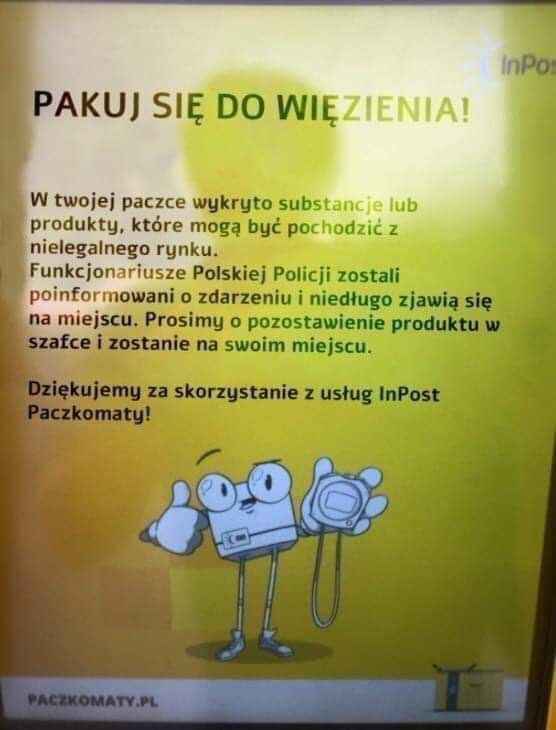 InPos
PAKUJ SIĘ DO WIĘZIENIA!
W twojej paczce wykryto substancje lub
produkty, które mogą być pochodzić z
nielegalnego rynku.
Funkcjonariusze Polskiej Policji zostali
poinformowani o zdarzeniu i niedługo zjawią się
na miejscu. Prosimy o pozostawienie produktu w
szafce i zostanie na swoim miejscu.
Dziękujemy za skorzystanie z usług InPost
Paczkomaty!
PACZKOMATY.PL